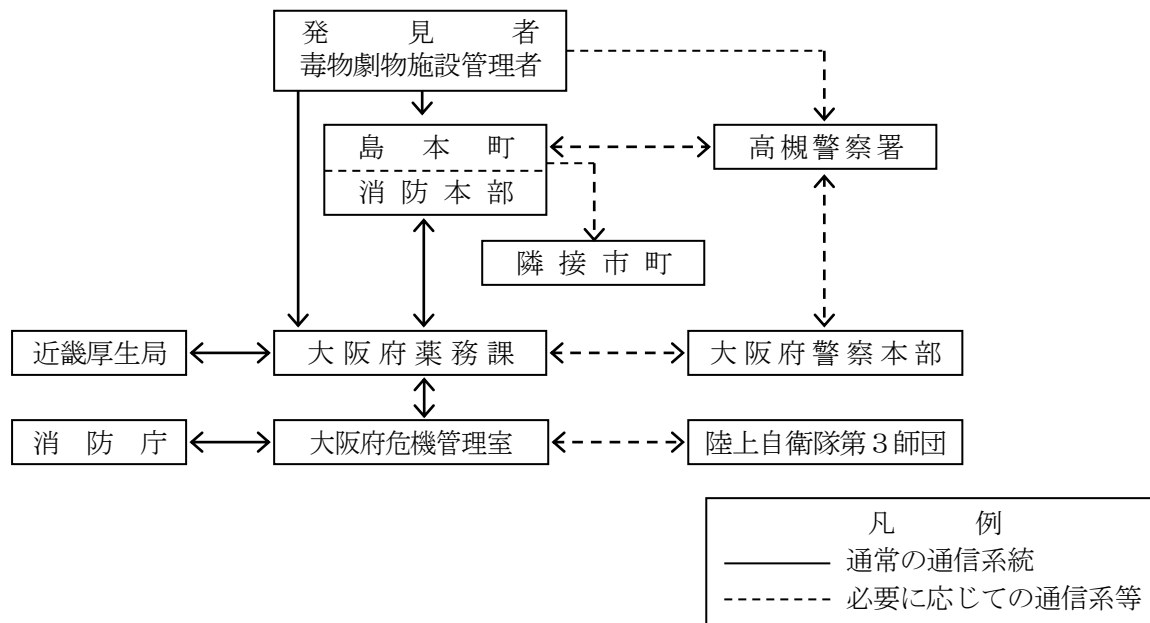 発見者
毒物劇物施設管理者
島本町
消防本部
高槻警察署
隣接市町
近畿厚生局
大阪府薬務課
大阪府警察本部
消防庁
大阪府危機管理室
陸上自衛隊第３師団
凡例
通常の通信系統
必要に応じての通信系等